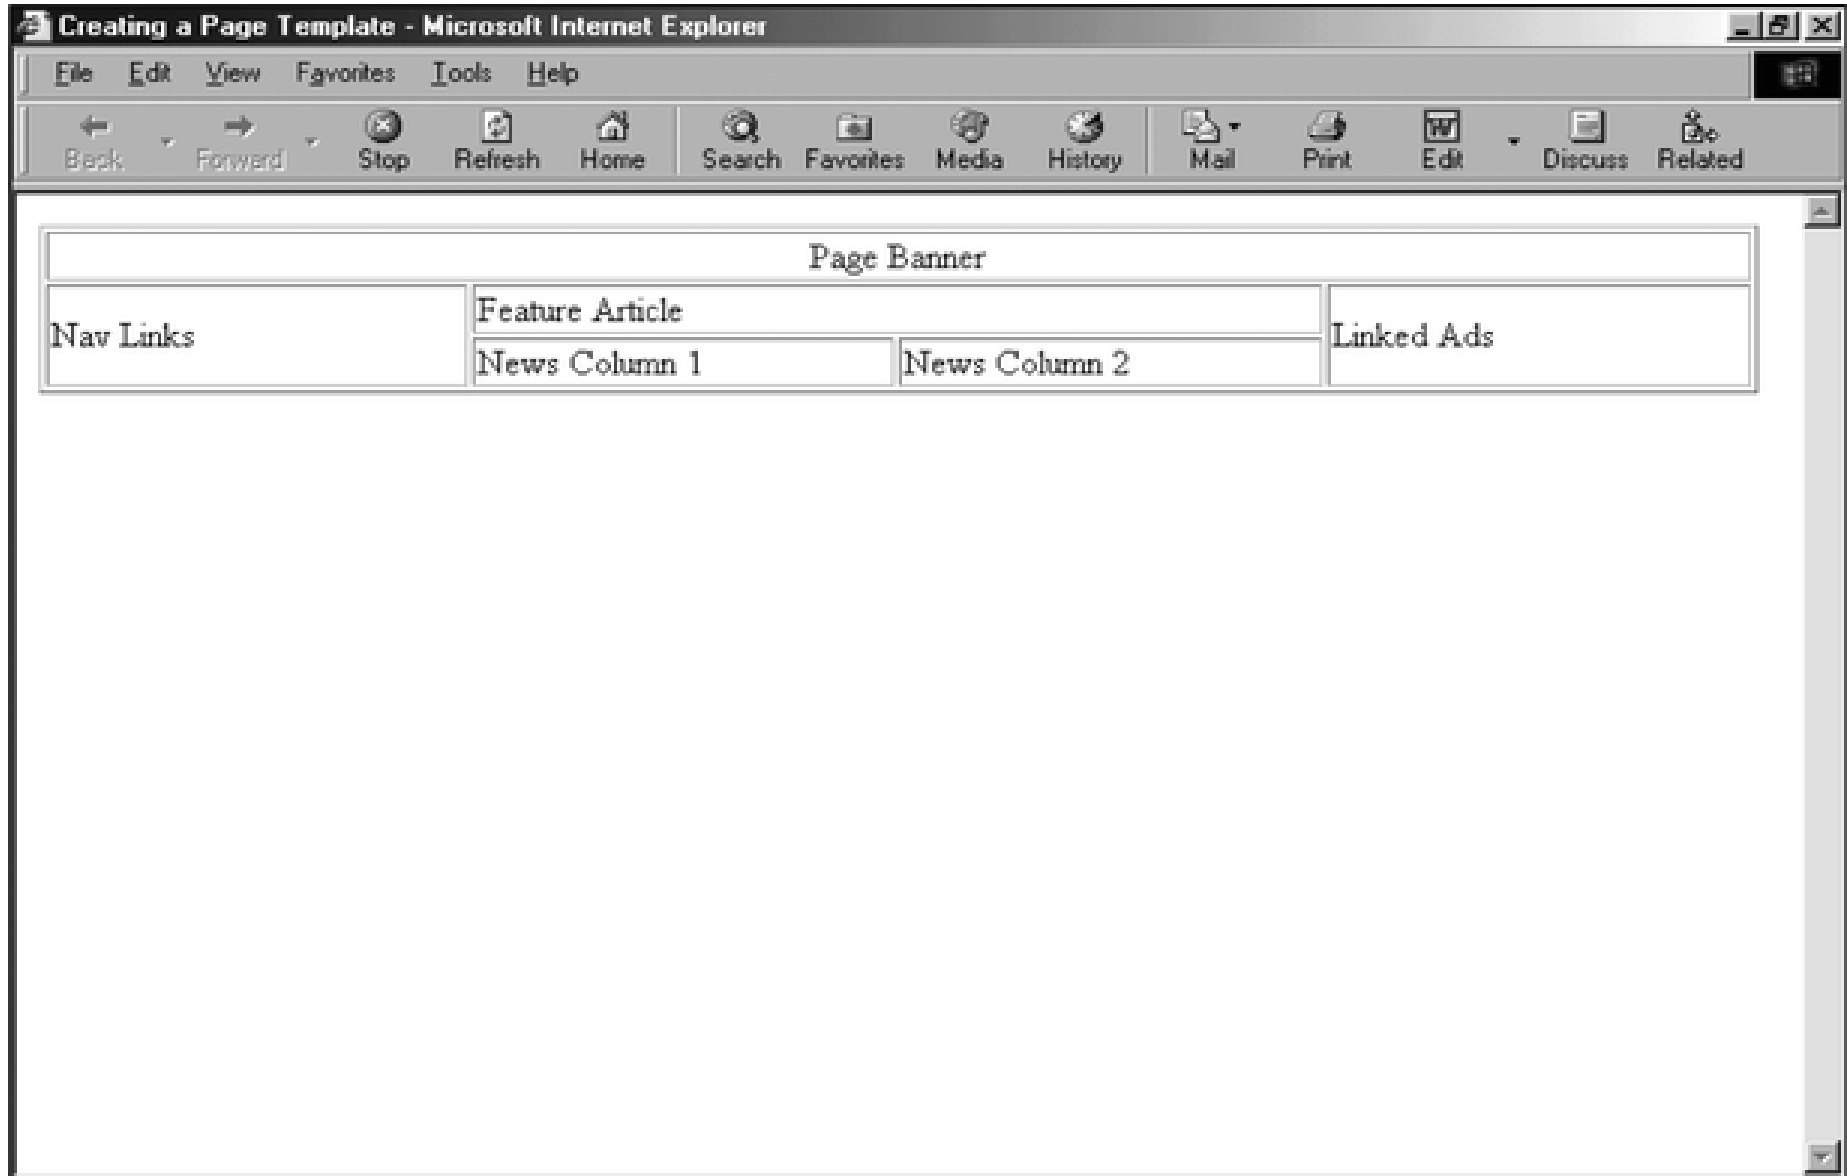 Creating a Page Template - Microsoft Internet Explorer
File Edit View Favorites Tools Help
Back Forward Stop Refresh Home Search Favorites Media History Mail Print Edit Discuss Related
Page Banner
Nav Links
Feature Article
News Column 1
News Column 2
Linked Ads